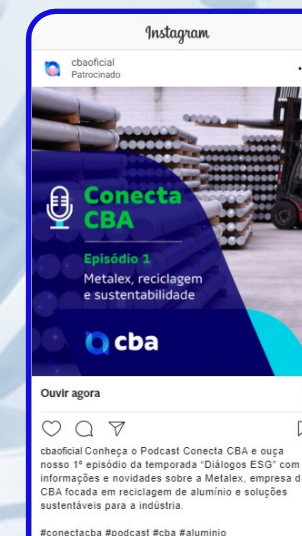 Instagram
cbaoficial
Patrocinado
Conecta
CBA
Episódio 1
Metalex, reciclagem
e sustentabilidade
cba
Ouvir agora
cbaoficial Conheça o Podcast Conecta CBA e ouça
nosso 1º episódio da temporada "Diálogos ESG" com
informações e novidades sobre a Metalex, empresa d
CBA focada em reciclagem de alumínio e soluções
sustentáveis para a indústria.
#conectacba #podcast #cba #aluminio